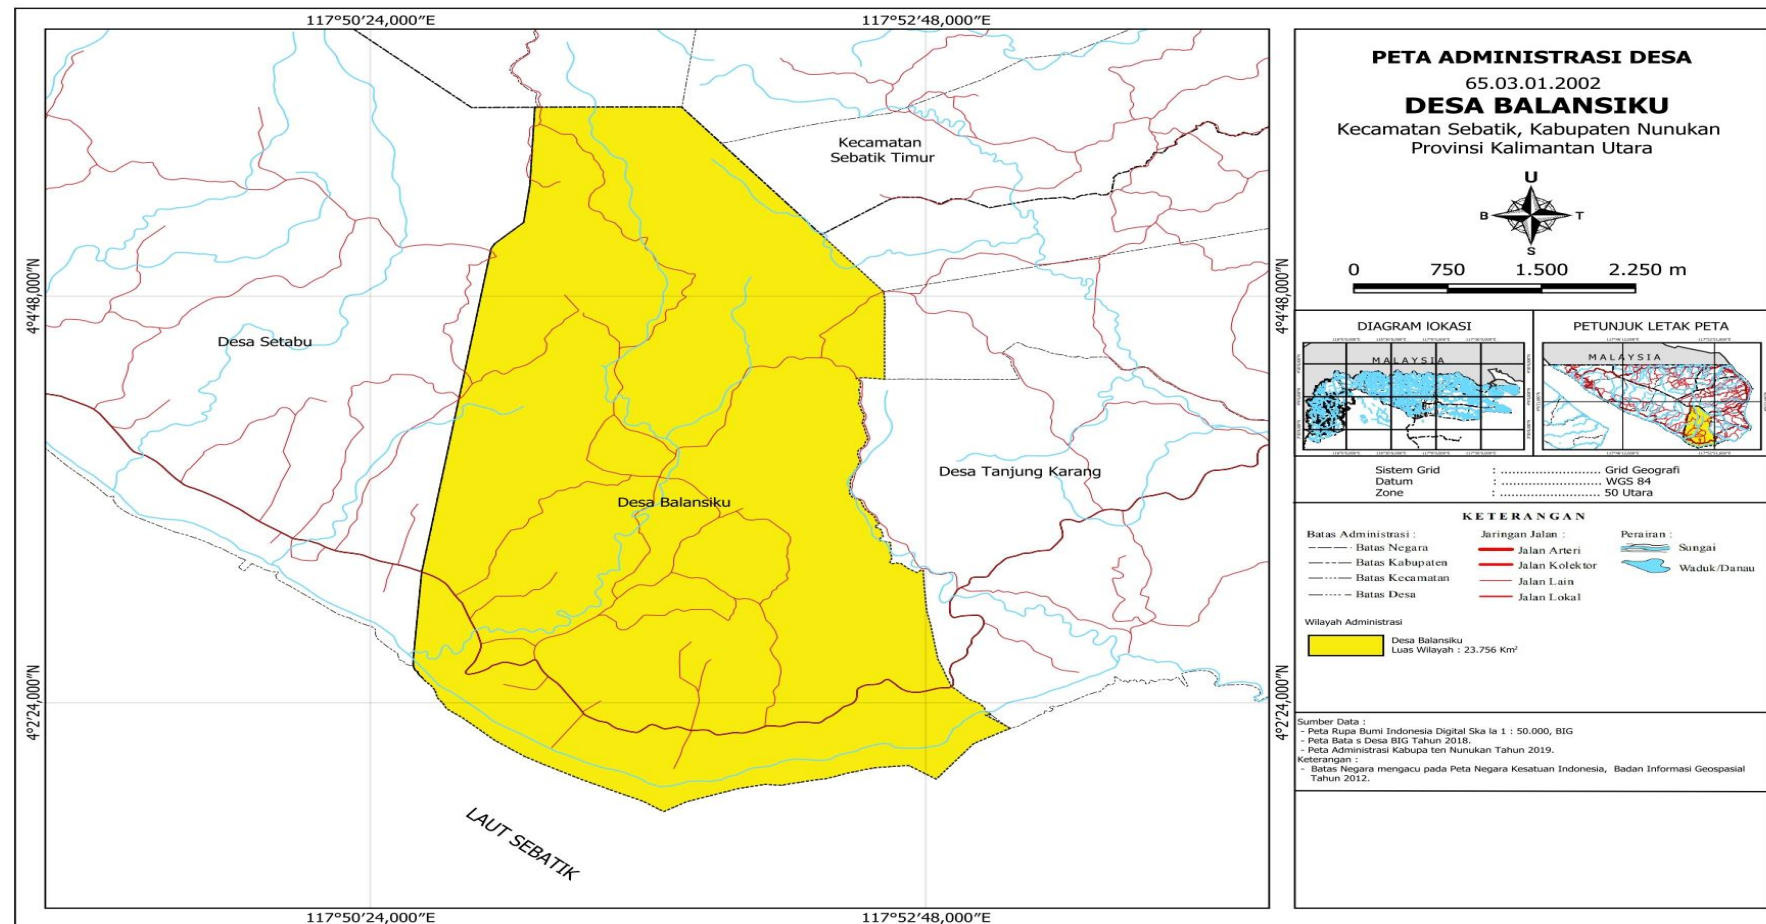 117°50'24,000"E
117°52'48,000"E
4°4'48,000"N
4°4'48,000"N
4°2'24,000"N
4°2'24,000"N
Kecamatan
Sebatik Timur
Desa Setabu
Desa Tanjung Karang
Desa Balansiku
LAUT SEBATIK
117°50'24,000"E
117°52'48,000"E
PETA ADMINISTRASI DESA
65.03.01.2002
DESA BALANSIKU
Kecamatan Sebatik, Kabupaten Nunukan
Provinsi Kalimantan Utara
U
B
T
S
0 750 1.500 2.250 m
DIAGRAM lOKASI
MALAYSIA
PETUNJUK LETAK PETA
MALAYSIA
Sistem Grid : ........................ Grid Geografi
Datum : ........................ WGS 84
Zone : ........................ 50 Utara
KETERANGAN
Batas Administrasi :
Batas Negara
Batas Kabupaten
Batas Kecamatan
Batas Desa
Jaringan Jalan :
Jalan Arteri
Jalan Kolektor
Jalan Lain
Jalan Lokal
Perairan :
Sungai
Waduk/Danau
Wilayah Administrasi
Desa Balansiku
Luas Wilayah : 23.756 Km²
Sumber Data :
- Peta Rupa Bumi Indonesia Digital Ska la 1 : 50.000, BIG
- Peta Bata s Desa BIG Tahun 2018.
- Peta Administrasi Kabupa ten Nunukan Tahun 2019.
Keterangan :
- Batas Negara mengacu pada Peta Negara Kesatuan Indonesia, Badan Informasi Geospasial
Tahun 2012.